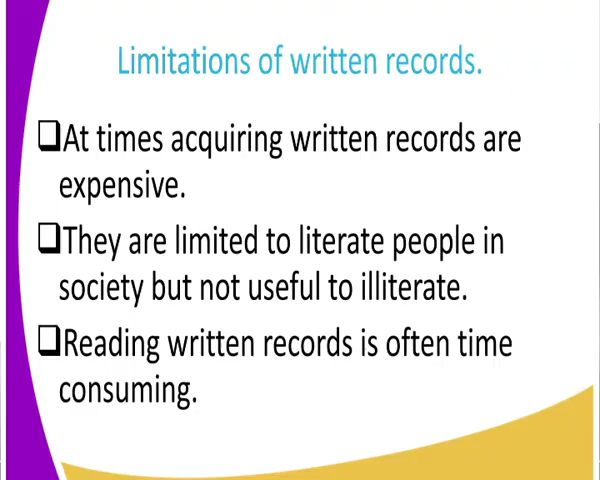 Limitations of written records.
❑At times acquiring written records are
expensive.
❑They are limited to literate people in
society but not useful to illiterate.
❑Reading written records is often time
consuming.